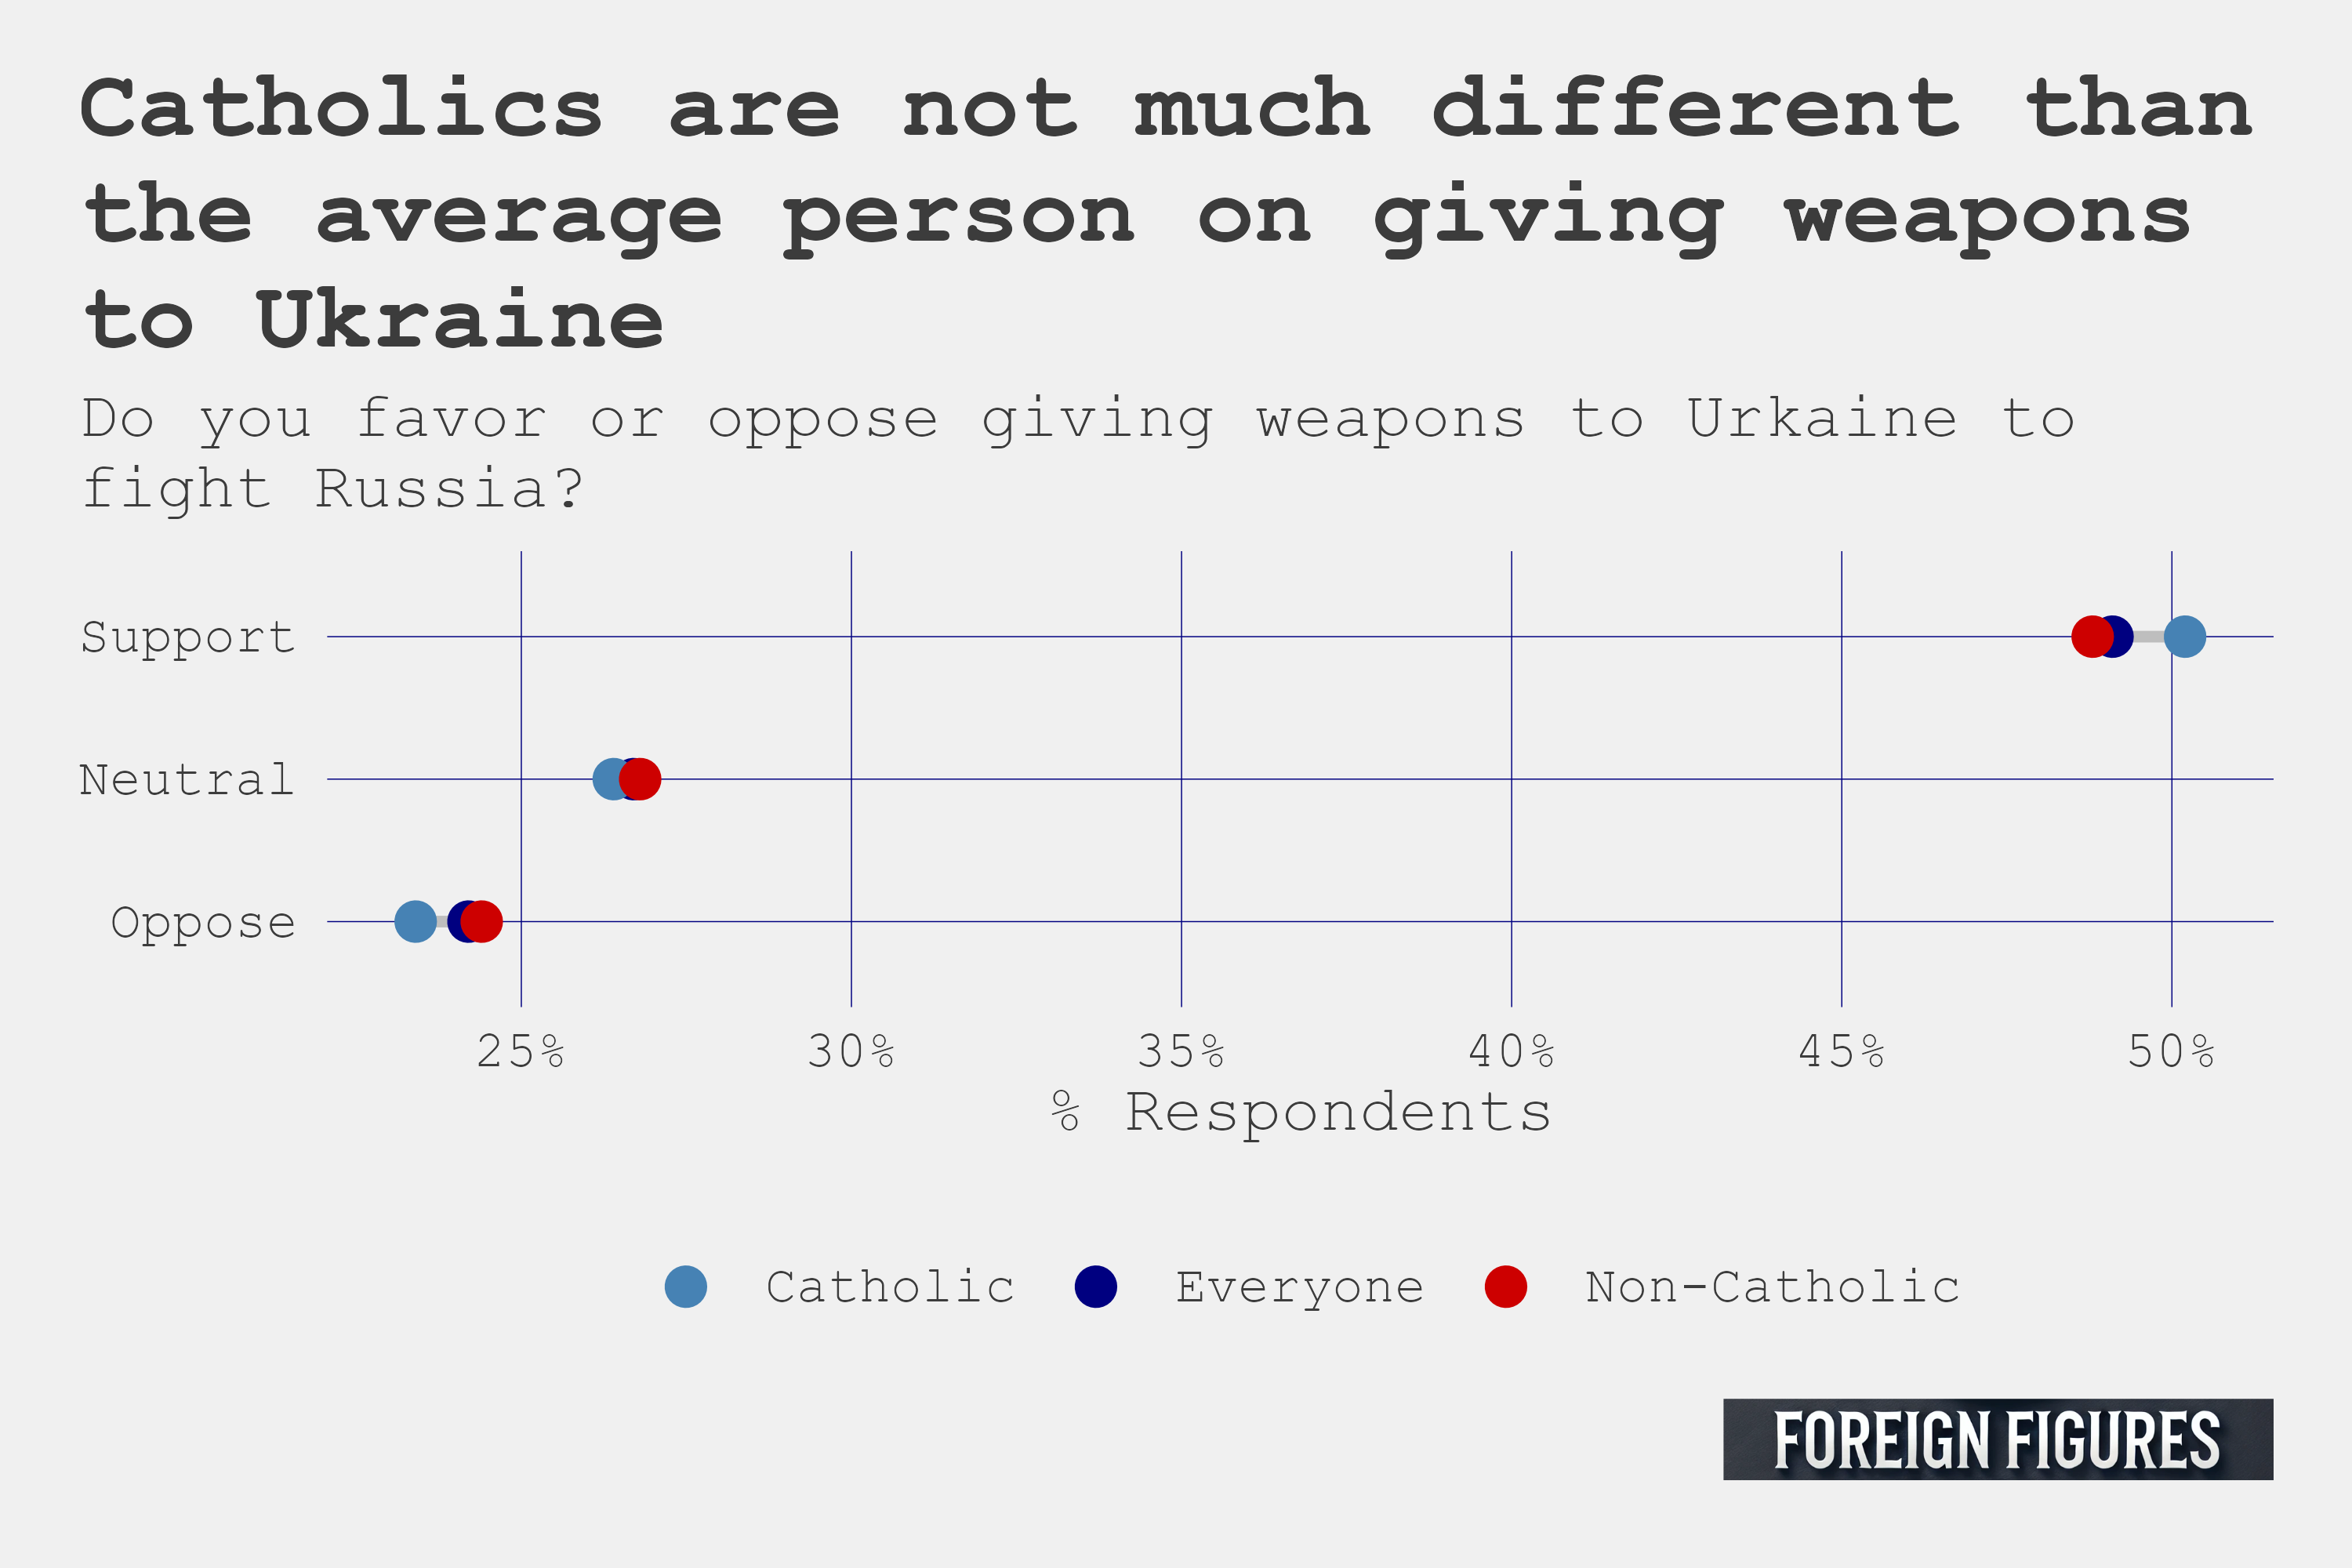 Catholics are not much different than
the average person on giving weapons
to Ukraine
Do you favor or oppose giving weapons to Urkaine to
fight Russia?
Support
Neutral
Oppose
25% 30% 35% 40% 45% 50%
% Respondents
Catholic Everyone Non-Catholic
FOREIGN FIGURES